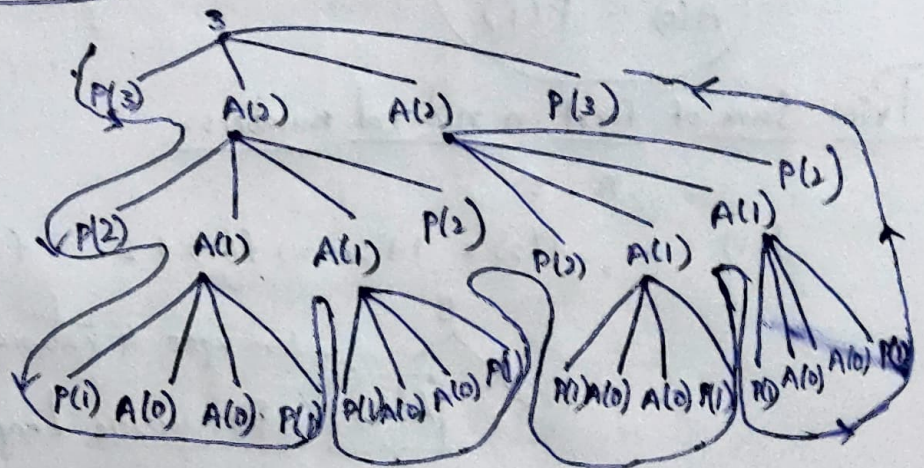 3
P(3) A(2) A(2) P(3)
P(2) A(1) A(1) P(2) P(2) A(1) A(1) P(2)
P(1) A(0) A(0) P(1) P(1) A(0) A(0) P(1) P(1) A(0) A(0) P(1) P(1) A(0) A(0) P(1)